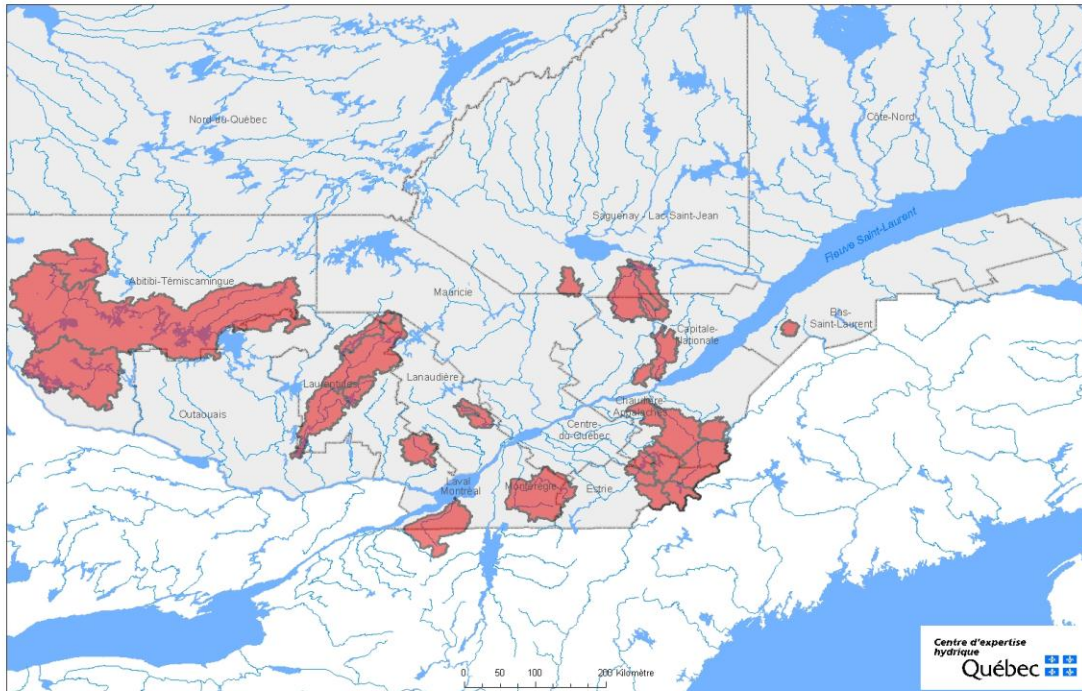 Nord-du-Québec
Côte-Nord
Saguenay - Lac-Saint-Jean
Fleuve Saint-Laurent
Abitibi-Témiscamingue
Mauricie
Bas-
Saint-Laurent
Capitale-
Nationale
Laurentides
Lanaudière
Outaouais
Chaudière-
Appalaches
Centre-
du-Québec
Laval
Montréal
Montérégie
Estrie
0 50 100 200 Kilomètre
Centre d'expertise
hydrique
Québec